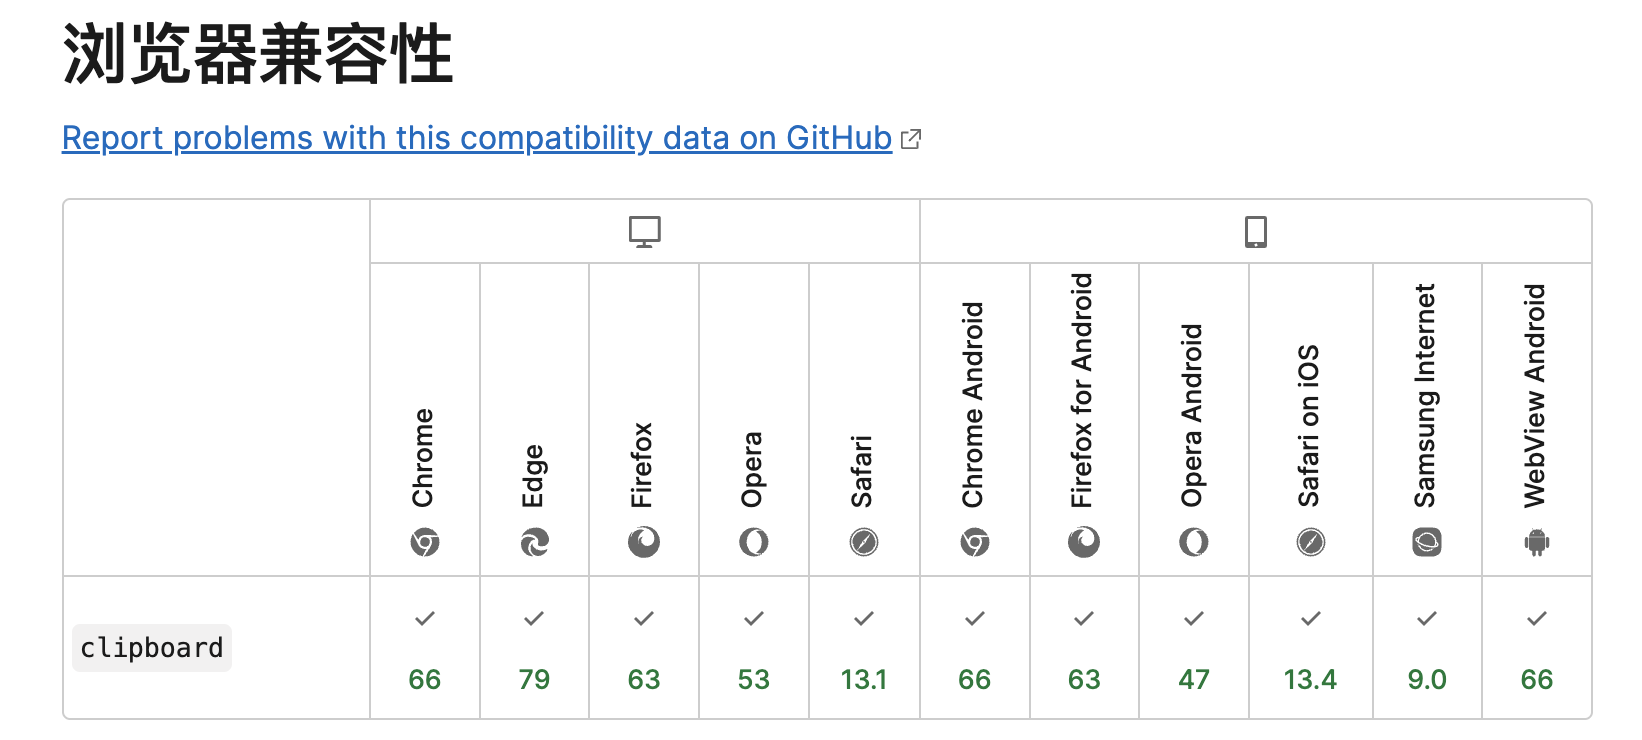 浏览器兼容性
Report problems with this compatibility data on GitHub
Chrome
Edge
Firefox
Opera
Safari
Chrome Android
Firefox for Android
Opera Android
Safari on iOS
Samsung Internet
WebView Android
clipboard
66
79
63
53
13.1
66
63
47
13.4
9.0
66